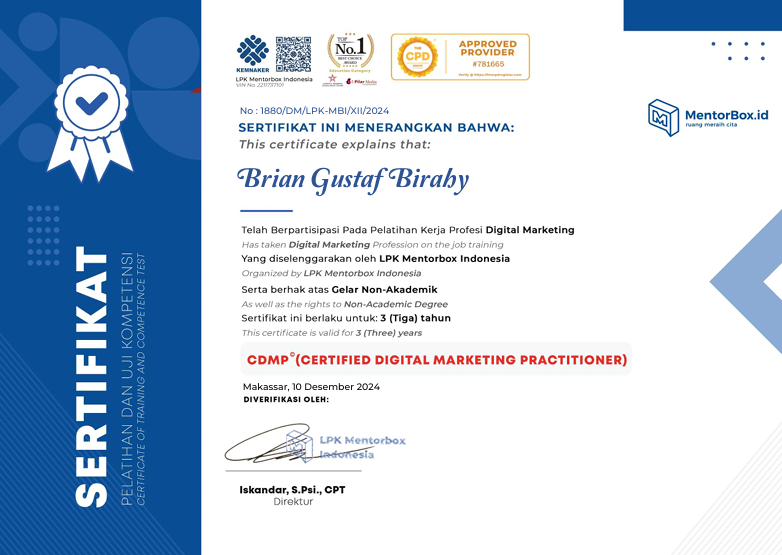 SERTIFIKAT
PELATIHAN DAN UJI KOMPETENSI
CERTIFICATE OF TRAINING AND COMPETENCE TEST
KEMNAKER
LPK Mentorbox Indonesia
TOP
No.1
BEST CHOICE
AWARD
Education Category
5 Pilar Media
CPD
APPROVED
PROVIDER
#781665
MentorBox.id
ruang meraih cita
No : 1880/DM/LPK-MBI/XII/2024
SERTIFIKAT INI MENERANGKAN BAHWA:
This certificate explains that:
Brian Gustaf Birahy
Telah Berpartisipasi Pada Pelatihan Kerja Profesi Digital Marketing
Has taken Digital Marketing Profession on the job training
Yang diselenggarakan oleh LPK Mentorbox Indonesia
Organized by LPK Mentorbox Indonesia
Serta berhak atas Gelar Non-Akademik
As well as the rights to Non-Academic Degree
Sertifikat ini berlaku untuk: 3 (Tiga) tahun
This certificate is valid for 3 (Three) years
CDMP©(CERTIFIED DIGITAL MARKETING PRACTITIONER)
Makassar, 10 Desember 2024
DIVERIFIKASI OLEH:
LPK Mentorbox
Indonesia
Iskandar, S.Psi., CPT
Direktur